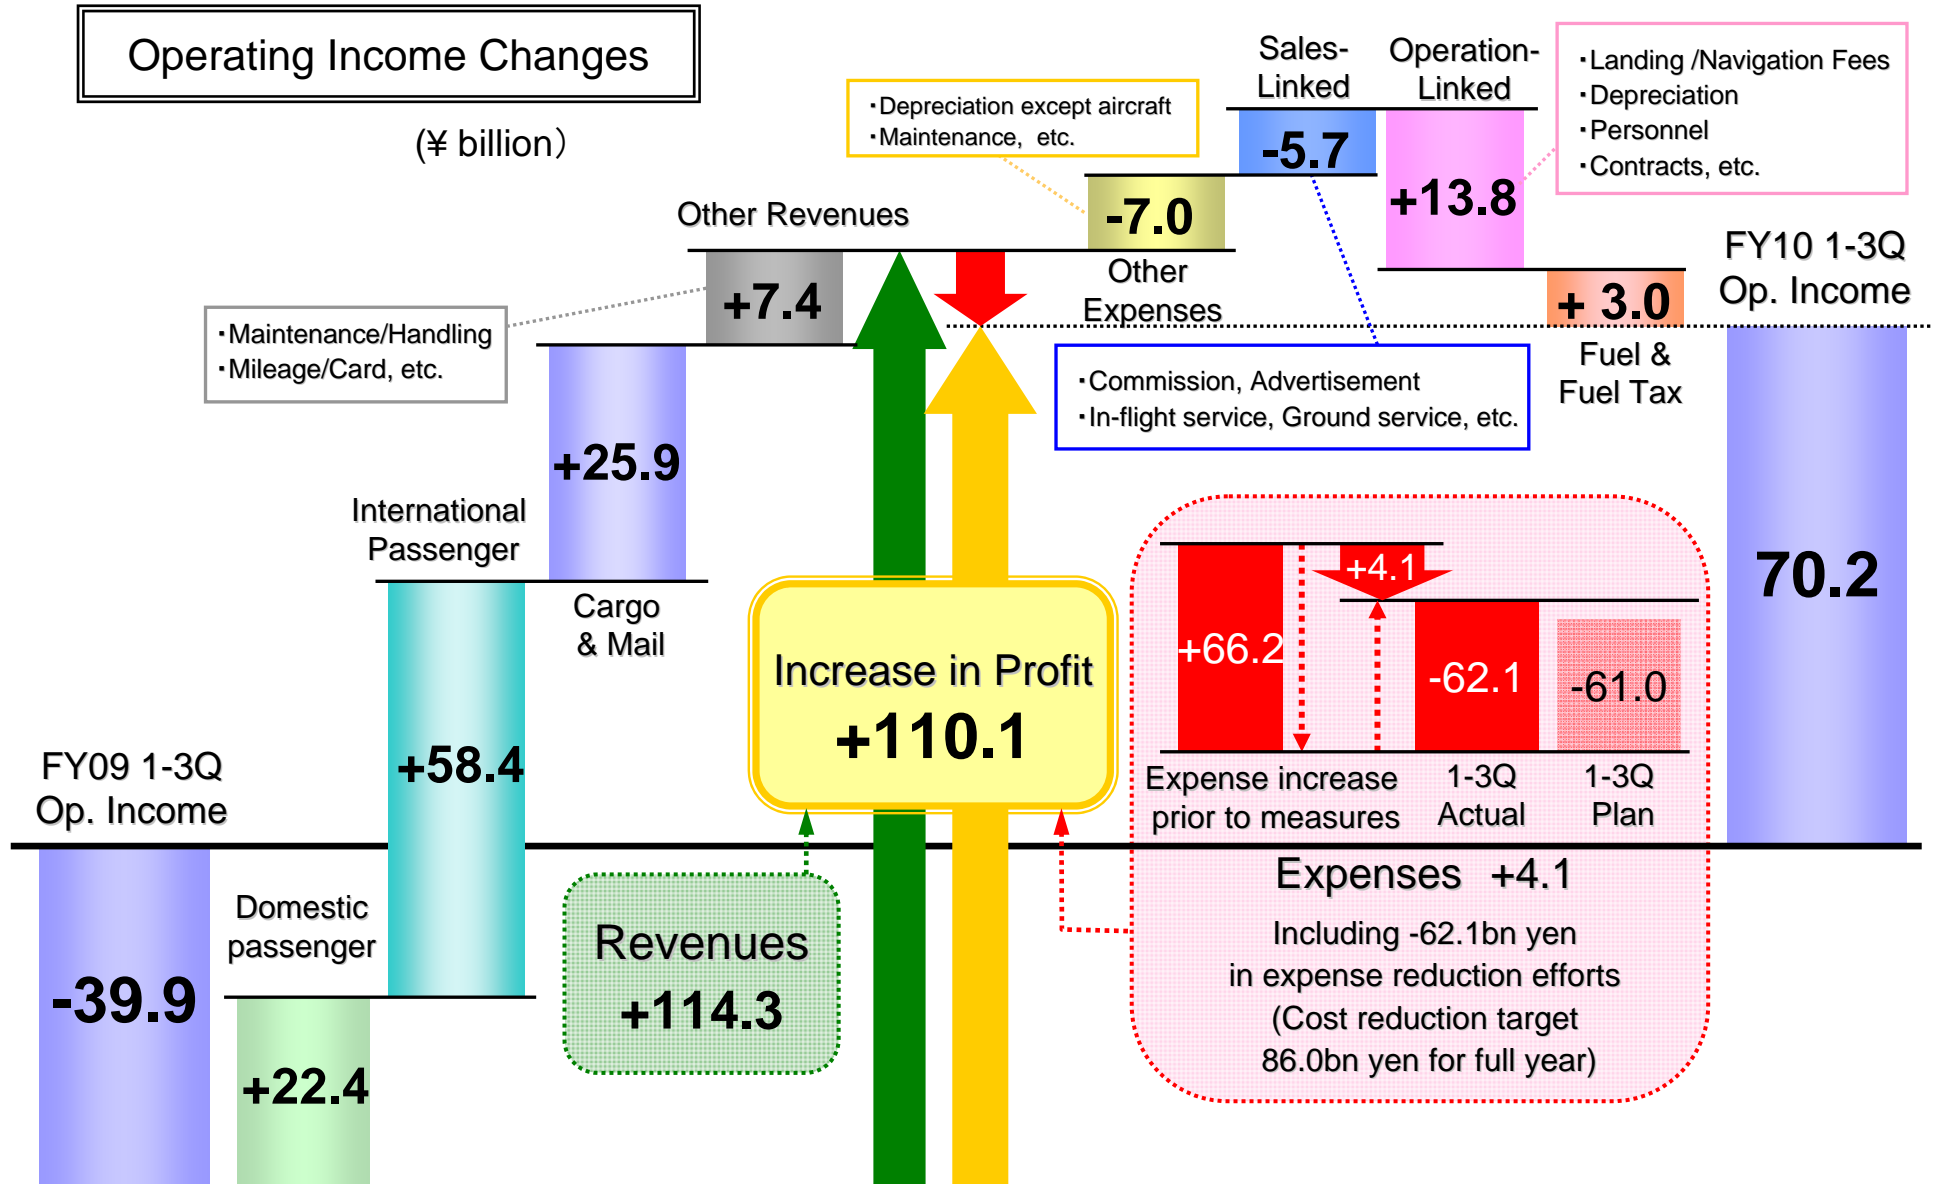 Operating Income Changes
(¥ billion)
FY09 1-3Q
Op. Income
-39.9
Domestic
passenger
+22.4
International
Passenger
+58.4
Cargo
& Mail
+25.9
Other Revenues
+7.4
・Maintenance/Handling
・Mileage/Card, etc.
・Depreciation except aircraft
・Maintenance, etc.
-7.0
Other
Expenses
Sales-
Linked
-5.7
・Commission, Advertisement
・In-flight service, Ground service, etc.
Operation-
Linked
+13.8
・Landing /Navigation Fees
・Depreciation
・Personnel
・Contracts, etc.
+ 3.0
Fuel &
Fuel Tax
FY10 1-3Q
Op. Income
70.2
Increase in Profit
+110.1
Revenues
+114.3
+66.2
+4.1
-62.1
-61.0
Expense increase
prior to measures
1-3Q
Actual
1-3Q
Plan
Expenses +4.1
Including -62.1bn yen
in expense reduction efforts
(Cost reduction target
86.0bn yen for full year)